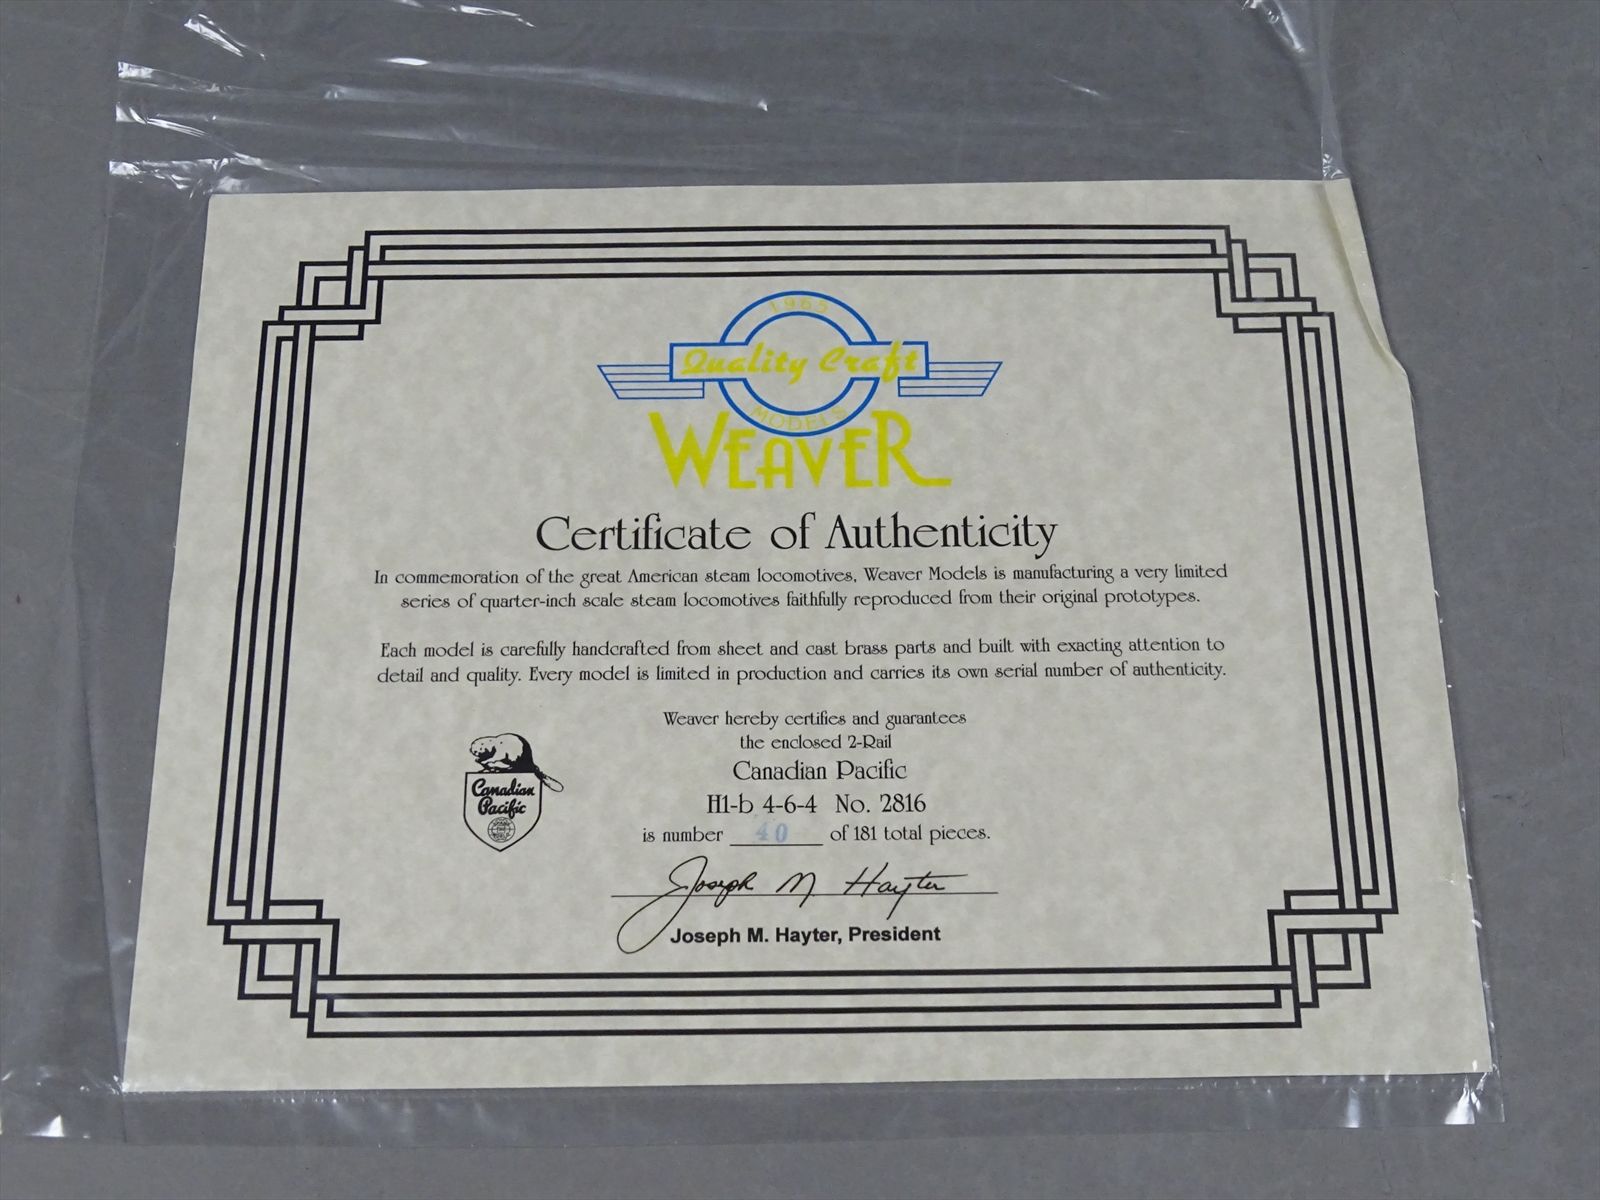 1965
Quality Craft
MODELS
WEAVER
Certificate of Authenticity
In commemoration of the great American steam locomotives, Weaver Models is manufacturing a very limited
series of quarter-inch scale steam locomotives faithfully reproduced from their original prototypes.
Each model is carefully handcrafted from sheet and cast brass parts and built with exacting attention to
detail and quality. Every model is limited in production and carries its own serial number of authenticity.
Weaver hereby certifies and guarantees
the enclosed 2-Rail
Canadian Pacific
H1-b 4-6-4 No. 2816
is number 40 of 181 total pieces.
Canadian
Pacific
Joseph M. Hayter
Joseph M. Hayter, President